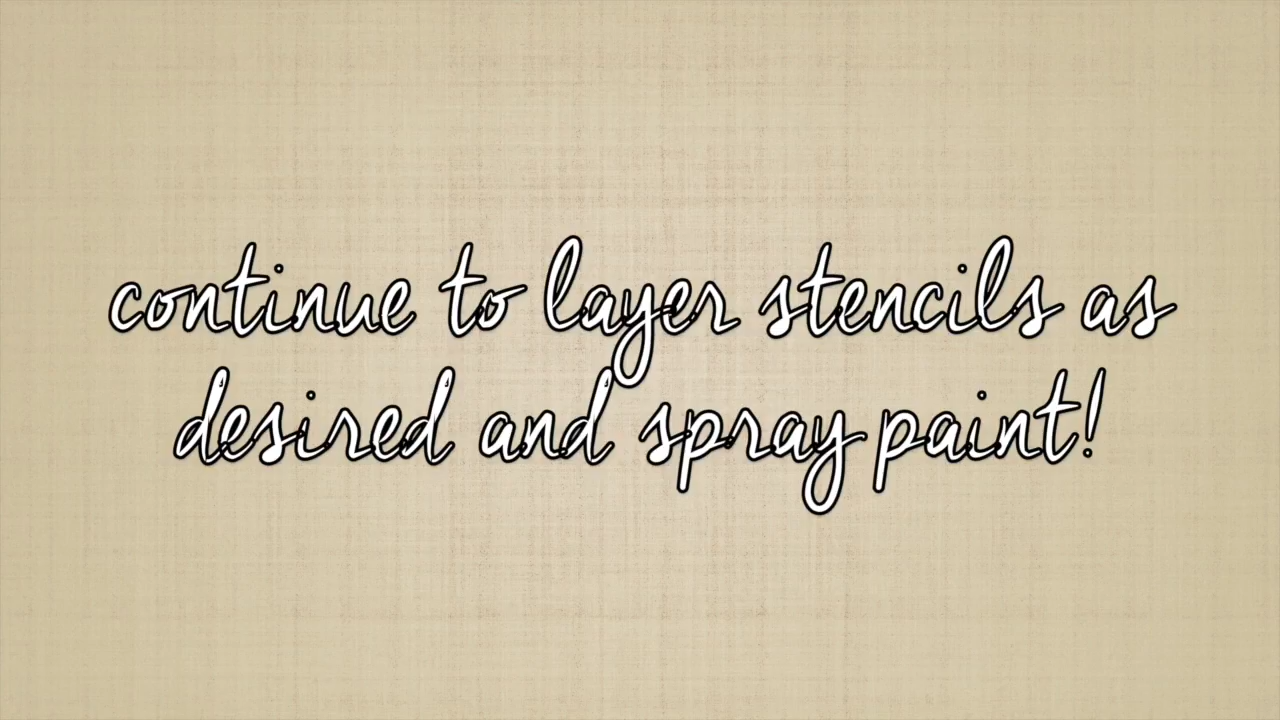 continue to layer stencils as
desired and spray paint!